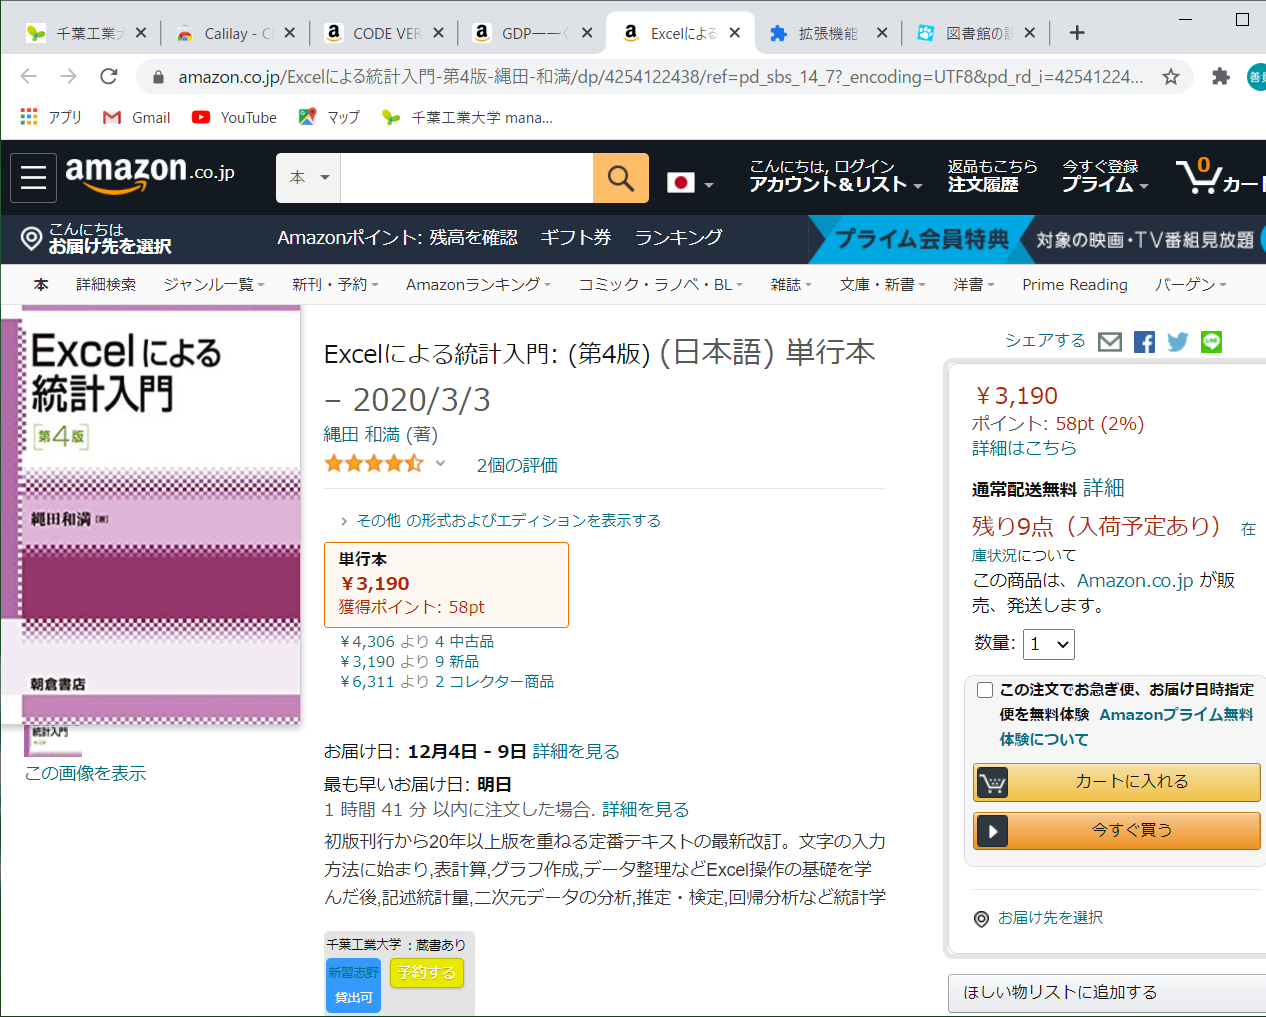 千葉工業大
Calilay - C
CODE VER
GDP一一く
Excelによる
拡張機能
図書館の設
amazon.co.jp/Excelによる統計入門-第4版-縄田-和満/dp/4254122438/ref=pd_sbs_14_7?_encoding=UTF8&pd_rd_i=42541224...
アプリ Gmail YouTube マップ 千葉工業大学 mana...
amazon.co.jp
本
こんにちは, ログイン
アカウント&リスト
返品もこちら
注文履歴
今すぐ登録
プライム
0
カー
こんにちは
お届け先を選択
Amazonポイント: 残高を確認 ギフト券 ランキング
プライム会員特典 対象の映画・TV番組見放題
本 詳細検索 ジャンル一覧 新刊・予約 Amazonランキング コミック・ラノベ・BL 雑誌 文庫・新書 洋書 Prime Reading バーゲン
Excelによる
統計入門
第4版
縄田和満[著]
朝倉書店
統計入門
この画像を表示
Excelによる統計入門: (第4版) (日本語) 単行本
– 2020/3/3
縄田 和満 (著)
2個の評価
その他 の形式およびエディションを表示する
単行本
¥3,190
獲得ポイント: 58pt
¥4,306 より 4 中古品
¥3,190 より 9 新品
¥6,311 より 2 コレクター商品
お届け日: 12月4日 - 9日 詳細を見る
最も早いお届け日: 明日
1 時間 41 分 以内に注文した場合. 詳細を見る
初版刊行から20年以上版を重ねる定番テキストの最新改訂。文字の入力
方法に始まり,表計算,グラフ作成,データ整理などExcel操作の基礎を学
んだ後,記述統計量,二次元データの分析,推定・検定,回帰分析など統計学
千葉工業大学 : 蔵書あり
新習志野
貸出可
予約する
シェアする
¥3,190
ポイント: 58pt (2%)
詳細はこちら
通常配送無料 詳細
残り9点（入荷予定あり） 在
庫状況について
この商品は、Amazon.co.jp が販
売、発送します。
数量: 1
この注文でお急ぎ便、お届け日時指定
便を無料体験 Amazonプライム無料
体験について
カートに入れる
今すぐ買う
お届け先を選択
ほしい物リストに追加する